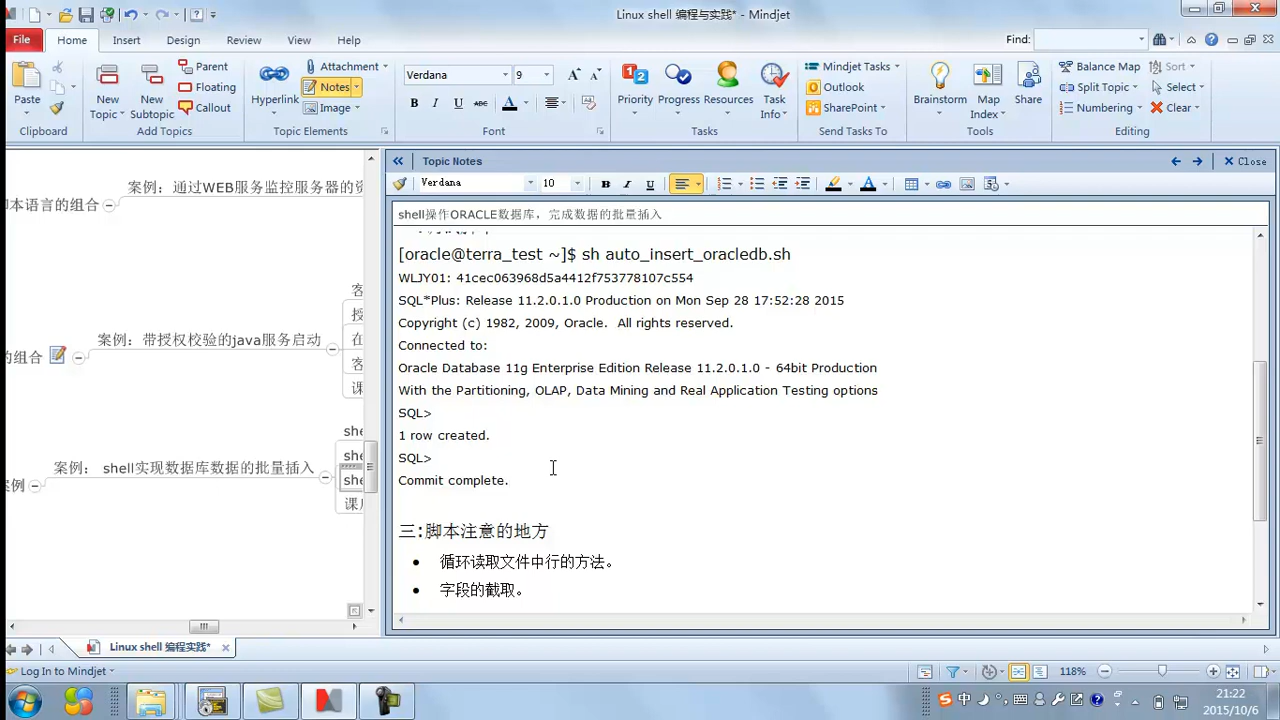 Linux shell 编程与实践* - Mindjet
File Home Insert Design Review View Help Find:
Paste
Clipboard
New Topic
New Subtopic
Parent
Floating
Callout
Add Topics
Hyperlink
Attachment
Notes
Image
Topic Elements
Verdana 9
Font
Priority Progress Resources Task Info
Tasks
Mindjet Tasks
Outlook
SharePoint
Send Tasks To
Brainstorm Map Index Share
Tools
Balance Map Sort
Split Topic Select
Numbering Clear
Editing
案例：通过WEB服务监控服务器的资
脚本语言的组合
案例：带授权校验的java服务启动
的组合
客
授
在
客
课
she
案例： shell实现数据库数据的批量插入
she
she
课
案例
Topic Notes Close
Verdana 10
shell操作ORACLE数据库，完成数据的批量插入
[oracle@terra_test ~]$ sh auto_insert_oracledb.sh
WLJY01: 41cec063968d5a4412f753778107c554
SQL*Plus: Release 11.2.0.1.0 Production on Mon Sep 28 17:52:28 2015
Copyright (c) 1982, 2009, Oracle.  All rights reserved.
Connected to:
Oracle Database 11g Enterprise Edition Release 11.2.0.1.0 - 64bit Production
With the Partitioning, OLAP, Data Mining and Real Application Testing options
SQL>
1 row created.
SQL>
Commit complete.
三:脚本注意的地方
• 循环读取文件中行的方法。
• 字段的截取。
Linux shell 编程实践*
Log In to Mindjet
118%
中
21:22
2015/10/6